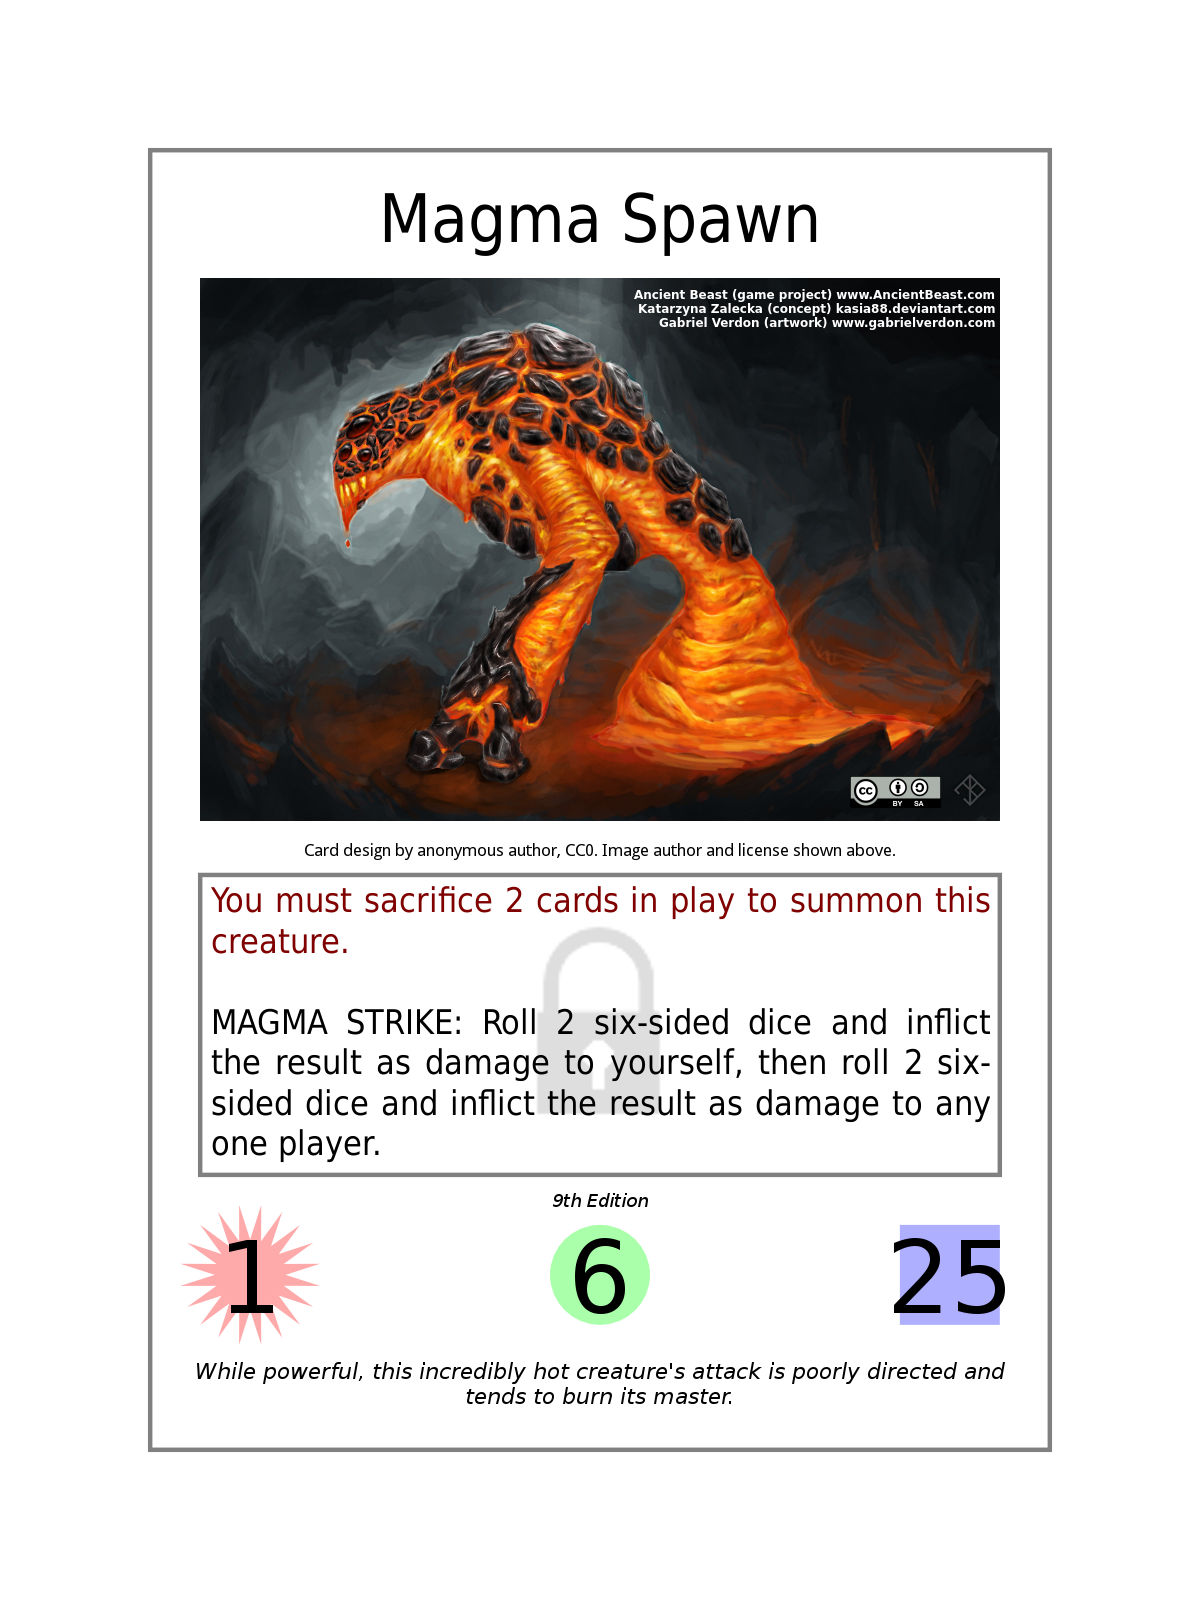 Magma Spawn
Ancient Beast (game project) www.AncientBeast.com
Katarzyna Zalecka (concept) kasia88.deviantart.com
Gabriel Verdon (artwork) www.gabrielverdon.com
cc
BY SA
Card design by anonymous author, CC0. Image author and license shown above.
You must sacrifice 2 cards in play to summon this
creature.
MAGMA STRIKE: Roll 2 six-sided dice and inflict
the result as damage to yourself, then roll 2 six-
sided dice and inflict the result as damage to any
one player.
9th Edition
1 6 25
While powerful, this incredibly hot creature's attack is poorly directed and
tends to burn its master.